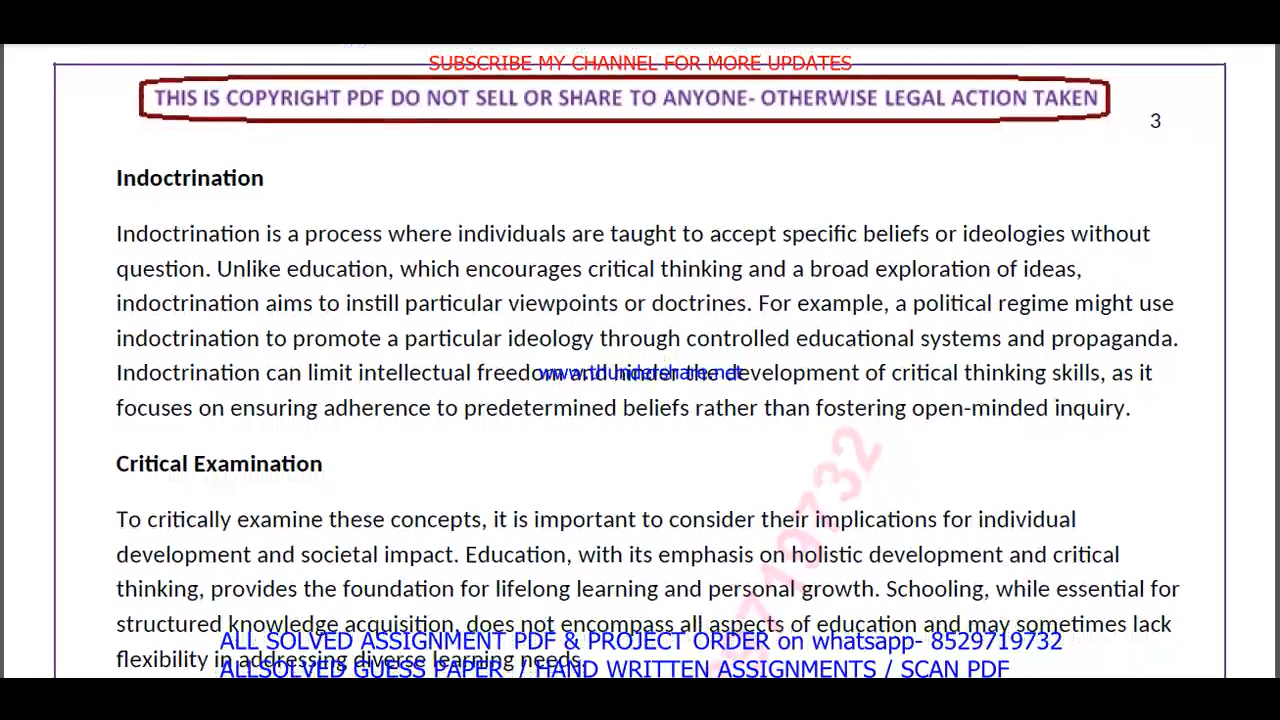 SUBSCRIBE MY CHANNEL FOR MORE UPDATES
THIS IS COPYRIGHT PDF DO NOT SELL OR SHARE TO ANYONE- OTHERWISE LEGAL ACTION TAKEN
3
Indoctrination
Indoctrination is a process where individuals are taught to accept specific beliefs or ideologies without
question. Unlike education, which encourages critical thinking and a broad exploration of ideas,
indoctrination aims to instill particular viewpoints or doctrines. For example, a political regime might use
indoctrination to promote a particular ideology through controlled educational systems and propaganda.
Indoctrination can limit intellectual freedom and hinder the development of critical thinking skills, as it
www.thundershare.net
focuses on ensuring adherence to predetermined beliefs rather than fostering open-minded inquiry.
Critical Examination
To critically examine these concepts, it is important to consider their implications for individual
development and societal impact. Education, with its emphasis on holistic development and critical
thinking, provides the foundation for lifelong learning and personal growth. Schooling, while essential for
structured knowledge acquisition, does not encompass all aspects of education and may sometimes lack
ALL SOLVED ASSIGNMENT PDF & PROJECT ORDER on whatsapp- 8529719732
flexibility in addressing diverse learning needs.
ALLSOLVED GUESS PAPER / HAND WRITTEN ASSIGNMENTS / SCAN PDF